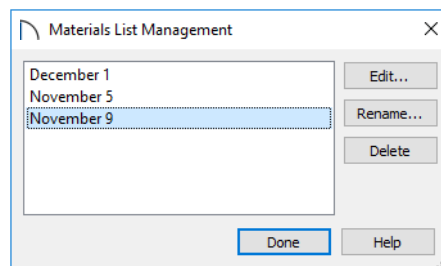 Materials List Management
December 1
November 5
November 9
Edit...
Rename...
Delete
Done
Help